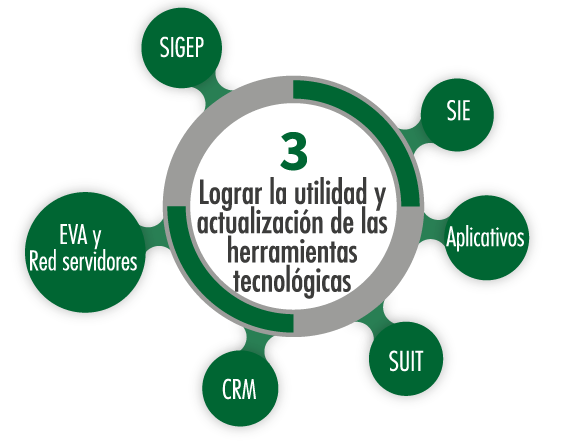 SIGEP
SIE
3
Lograr la utilidad y
actualización de las
herramientas
tecnológicas
EVA y
Red servidores
Aplicativos
SUIT
CRM